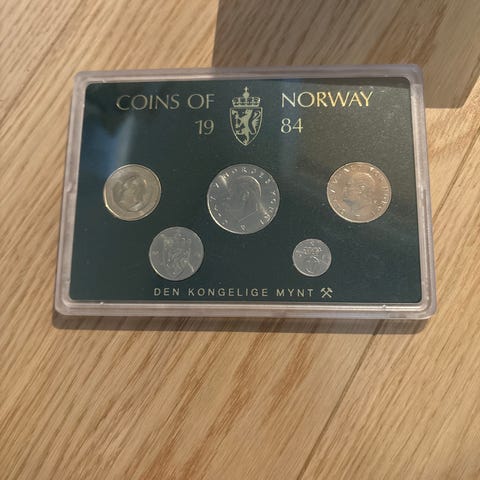 COINS OF NORWAY
19 84
DEN KONGELIGE MYNT